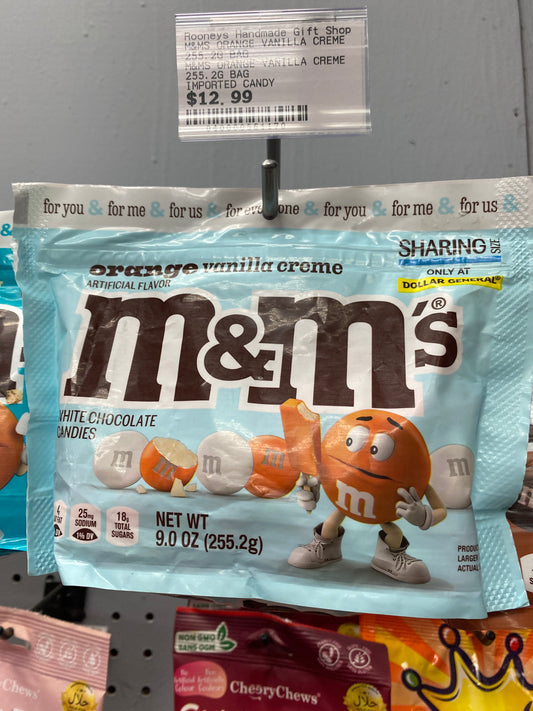 Rooneys Handmade Gift Shop
M&MS ORANGE VANILLA CREME
255.2G BAG
M&MS ORANGE VANILLA CREME
255.2G BAG
IMPORTED CANDY
$12.99
for you & for me & for us & for everyone & for you & for me & for us &
SHARING SIZE
ONLY AT
DOLLAR GENERAL®
orange vanilla creme
ARTIFICIAL FLAVOR
m&m's®
WHITE CHOCOLATE
CANDIES
m m m m m
m
25mg
SODIUM
1% DV
18g
TOTAL
SUGARS
NET WT
9.0 OZ (255.2g)
NON GMO
SANS OGM
CheeryChews
Chews